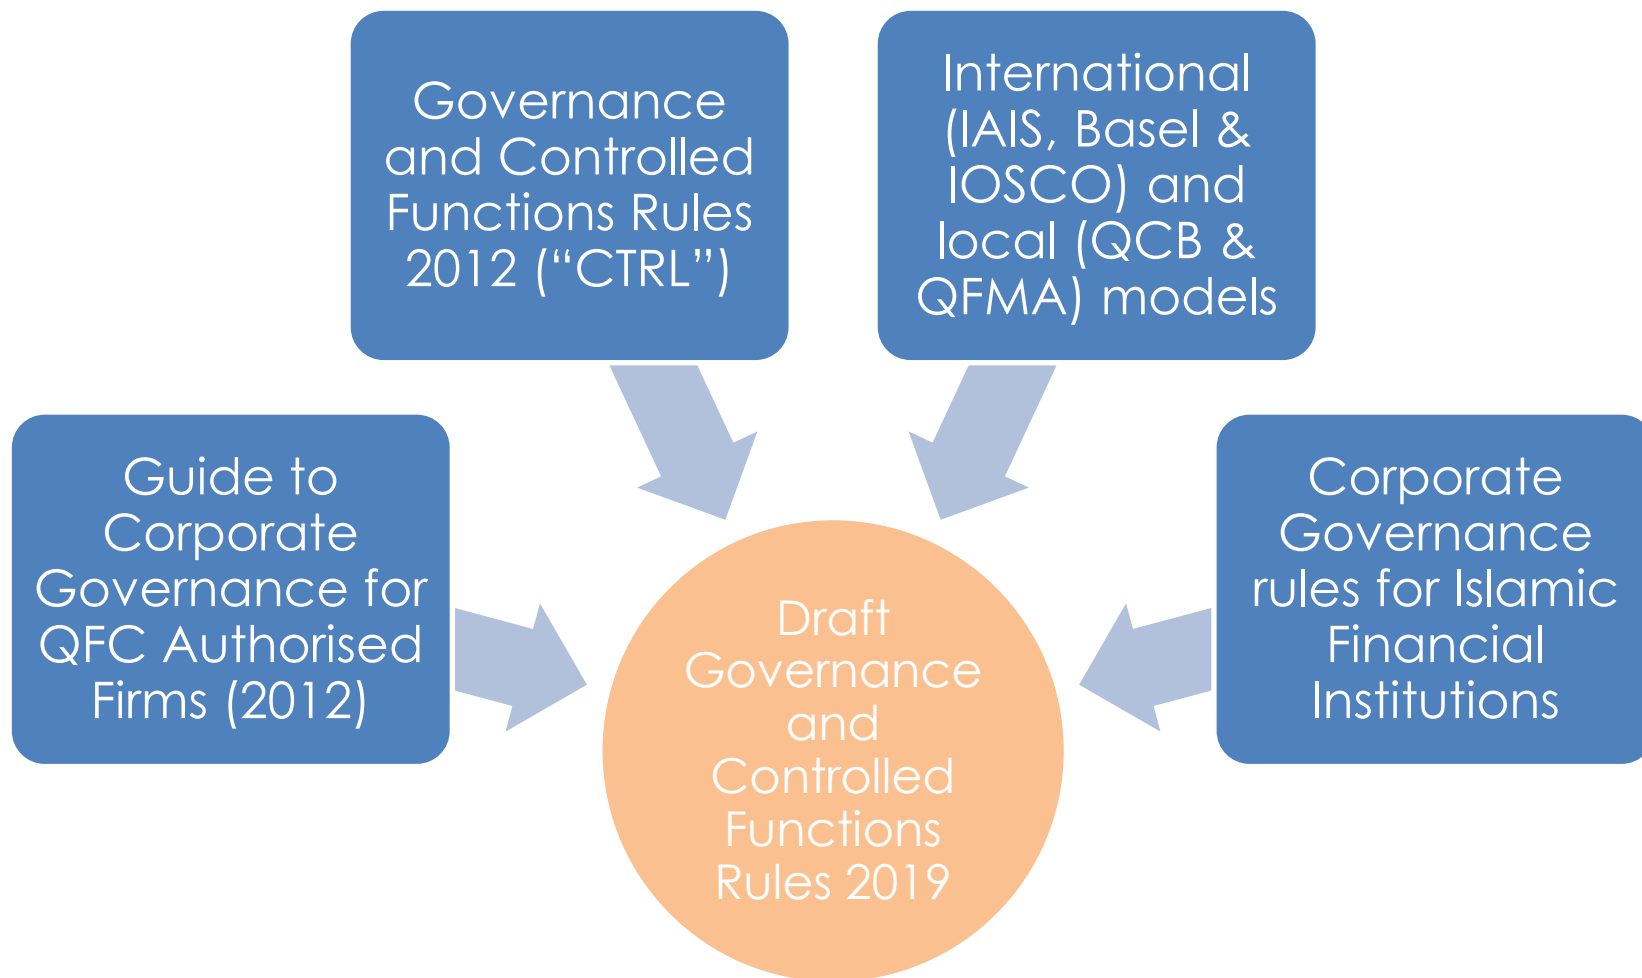 Governance
and Controlled
Functions Rules
2012 (“CTRL”)
International
(IAIS, Basel &
IOSCO) and
local (QCB &
QFMA) models
Guide to
Corporate
Governance for
QFC Authorised
Firms (2012)
Corporate
Governance
rules for Islamic
Financial
Institutions
Draft
Governance
and
Controlled
Functions
Rules 2019